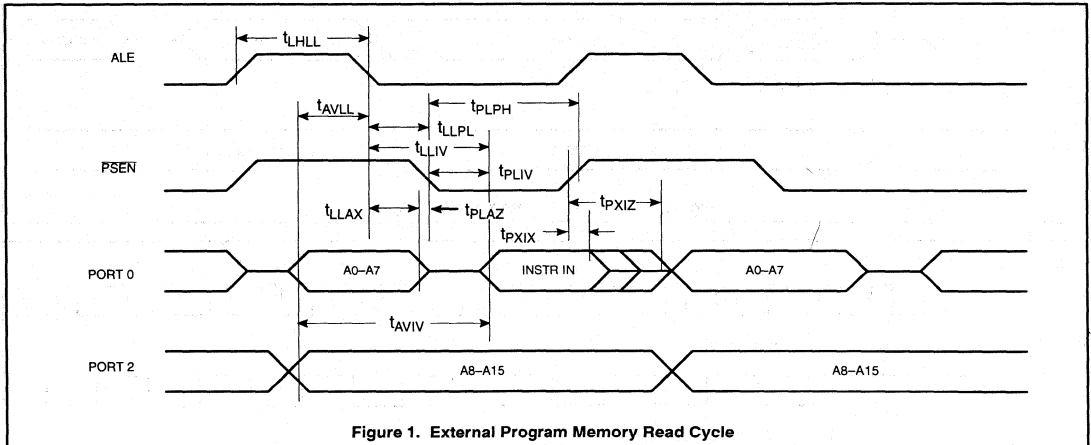 ALE
tLHLL
tAVLL
tPLPH
tLLPL
tLLIV
PSEN
tPLIV
tLLAX
tPLAZ
tPXIZ
tPXIX
PORT 0
A0–A7
INSTR IN
A0–A7
tAVIV
PORT 2
A8–A15
A8–A15
Figure 1. External Program Memory Read Cycle